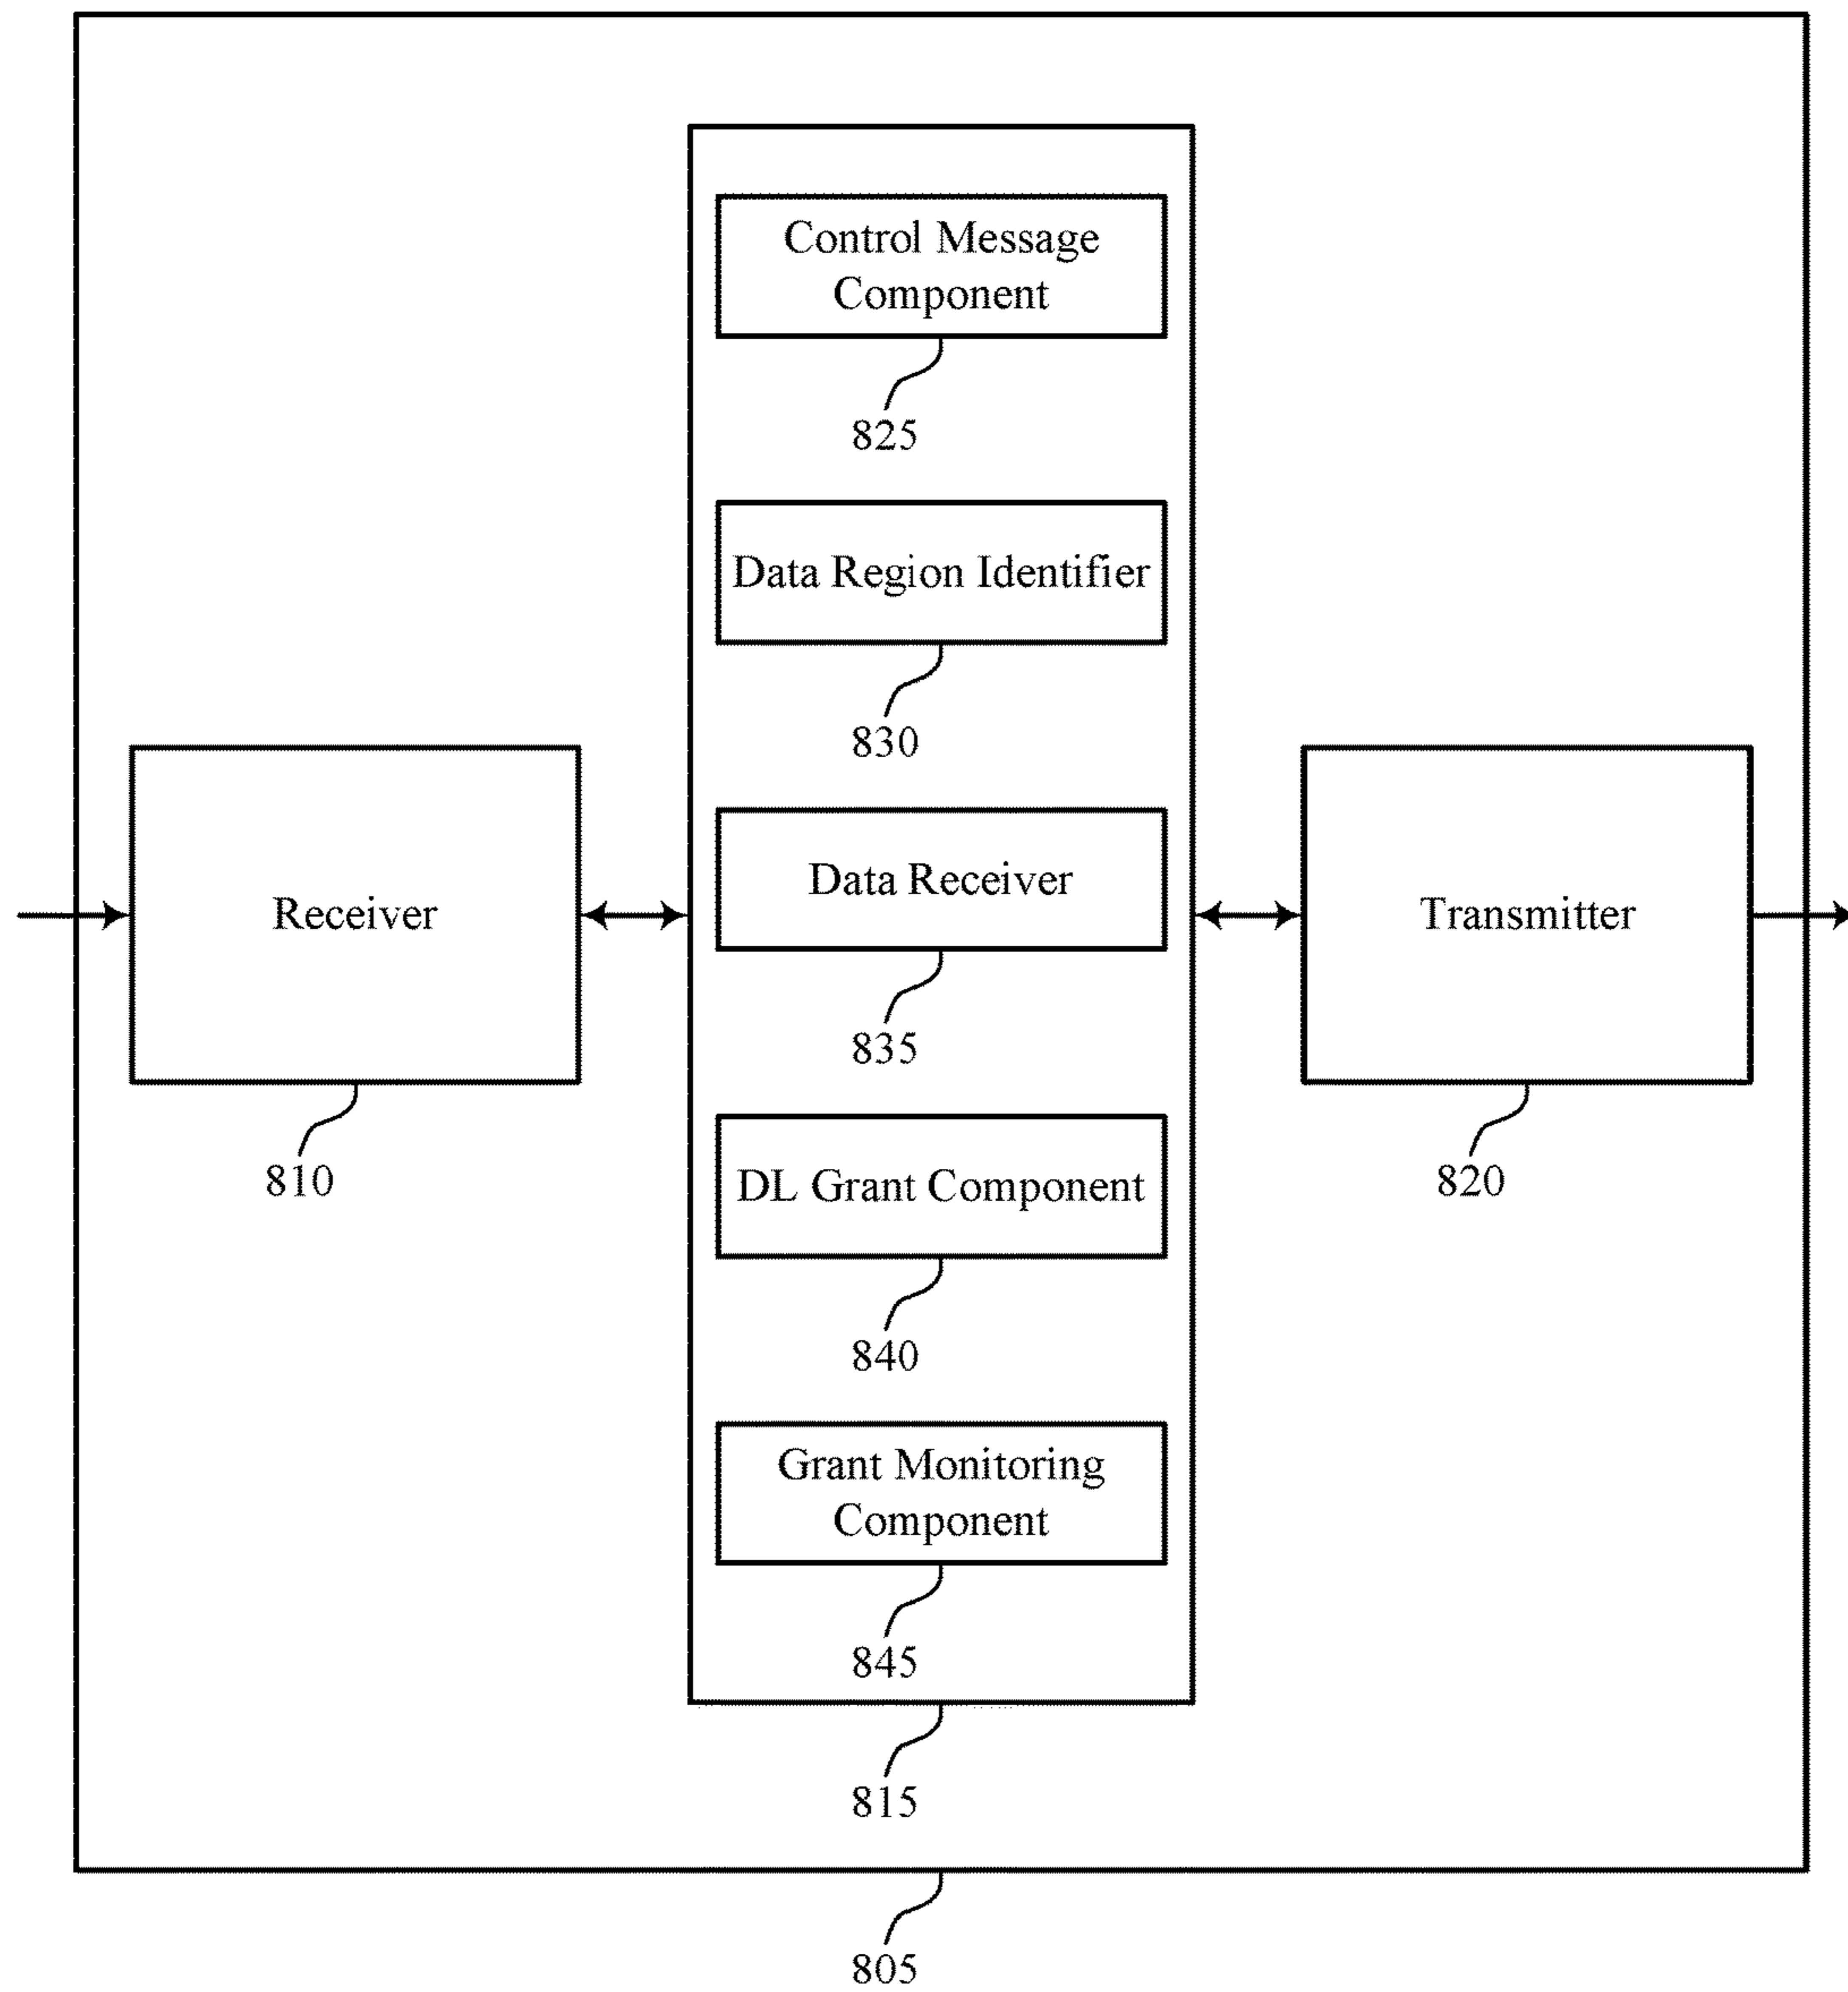 Control Message
Component
825
Data Region Identifier
830
Data Receiver
835
Receiver
810
Transmitter
820
DL Grant Component
840
Grant Monitoring
Component
845
815
805